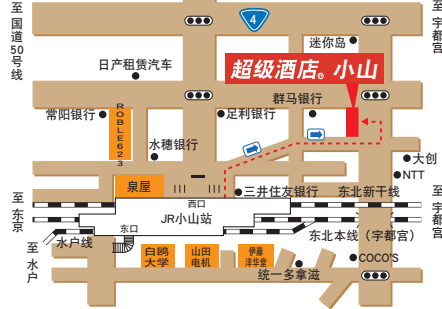 至国道50号线
4
至宇都宫
迷你岛
日产租赁汽车
超级酒店。小山
群马银行
常阳银行
ROBLE623
足利银行
水穗银行
大创
NTT
泉屋
三井住友银行
东北新干线
至宇都宫
至东京
西口
JR小山站
东口
水户线
东北本线（宇都宫）
至水户
白鸥大学
山田电机
伊藤洋华堂
COCO'S
统一多拿滋